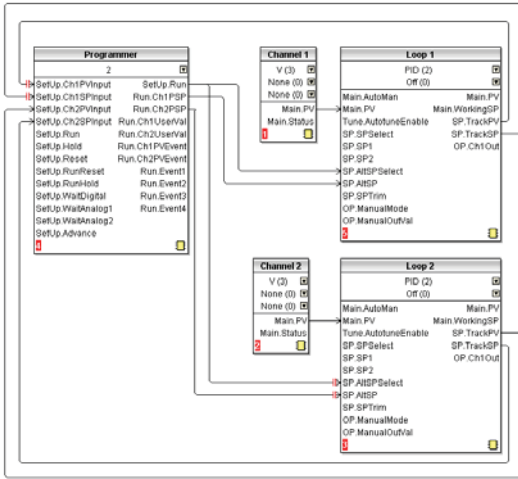 Programmer
2
SetUp.Ch1PVInput SetUp.Run
SetUp.Ch1SPInput Run.Ch1PSP
SetUp.Ch2PVInput Run.Ch2PSP
SetUp.Ch2SPInput Run.Ch1UserVal
SetUp.Run Run.Ch2UserVal
SetUp.Hold Run.Ch1PVEvent
SetUp.Reset Run.Ch2PVEvent
SetUp.RunReset Run.Event1
SetUp.RunHold Run.Event2
SetUp.WaitDigital Run.Event3
SetUp.WaitAnalog1 Run.Event4
SetUp.WaitAnalog2
SetUp.Advance
4
Channel 1
V (3)
None (0)
None (0)
Main.PV
Main.Status
1
Loop 1
PID (2)
Off (0)
Main.AutoMan Main.PV
Main.PV Main.WorkingSP
Tune.AutotuneEnable SP.TrackPV
SP.SPSelect SP.TrackSP
SP.SP1 OP.Ch1Out
SP.SP2
SP.AltSPSelect
SP.AltSP
SP.SPTrim
OP.ManualMode
OP.ManualOutVal
Channel 2
V (3)
None (0)
None (0)
Main.PV
Main.Status
2
Loop 2
PID (2)
Off (0)
Main.AutoMan Main.PV
Main.PV Main.WorkingSP
Tune.AutotuneEnable SP.TrackPV
SP.SPSelect SP.TrackSP
SP.SP1 OP.Ch1Out
SP.SP2
SP.AltSPSelect
SP.AltSP
SP.SPTrim
OP.ManualMode
OP.ManualOutVal
3